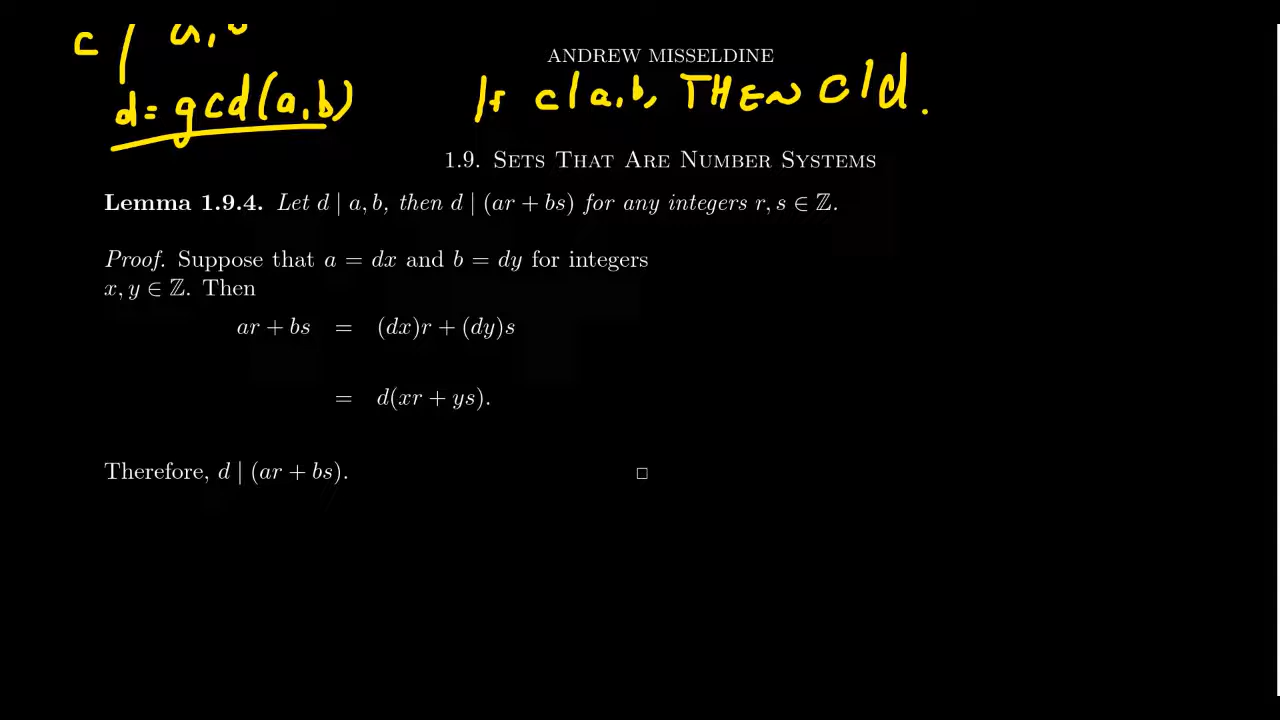 c | a,
ANDREW MISSELDINE
d = gcd(a,b)
If c|a,b, THEN c|d.
1.9. SETS THAT ARE NUMBER SYSTEMS
Lemma 1.9.4. Let d | a, b, then d | (ar + bs) for any integers r, s ∈ ℤ.
Proof. Suppose that a = dx and b = dy for integers
x, y ∈ ℤ. Then
ar + bs = (dx)r + (dy)s
= d(xr + ys).
Therefore, d | (ar + bs). □